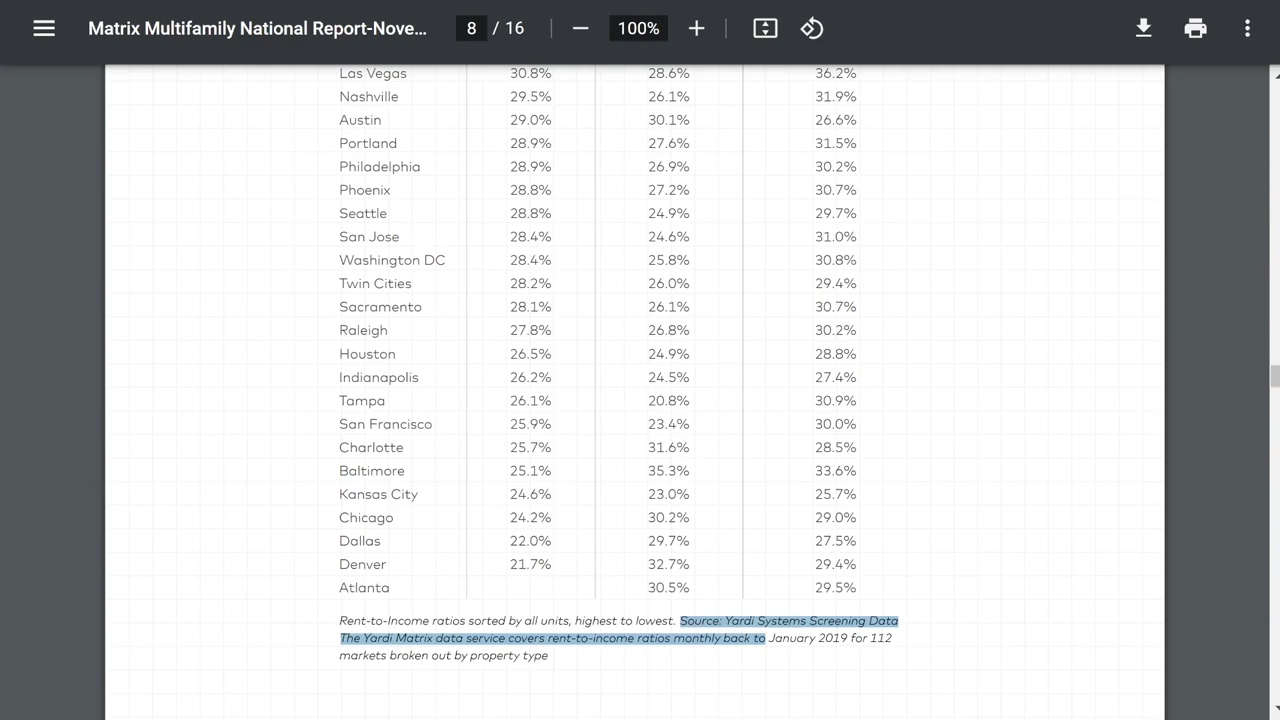 Matrix Multifamily National Report-Nove... 8 / 16 100%
Las Vegas 30.8% 28.6% 36.2%
Nashville 29.5% 26.1% 31.9%
Austin 29.0% 30.1% 26.6%
Portland 28.9% 27.6% 31.5%
Philadelphia 28.9% 26.9% 30.2%
Phoenix 28.8% 27.2% 30.7%
Seattle 28.8% 24.9% 29.7%
San Jose 28.4% 24.6% 31.0%
Washington DC 28.4% 25.8% 30.8%
Twin Cities 28.2% 26.0% 29.4%
Sacramento 28.1% 26.1% 30.7%
Raleigh 27.8% 26.8% 30.2%
Houston 26.5% 24.9% 28.8%
Indianapolis 26.2% 24.5% 27.4%
Tampa 26.1% 20.8% 30.9%
San Francisco 25.9% 23.4% 30.0%
Charlotte 25.7% 31.6% 28.5%
Baltimore 25.1% 35.3% 33.6%
Kansas City 24.6% 23.0% 25.7%
Chicago 24.2% 30.2% 29.0%
Dallas 22.0% 29.7% 27.5%
Denver 21.7% 32.7% 29.4%
Atlanta 30.5% 29.5%
Rent-to-Income ratios sorted by all units, highest to lowest. Source: Yardi Systems Screening Data
The Yardi Matrix data service covers rent-to-income ratios monthly back to January 2019 for 112
markets broken out by property type